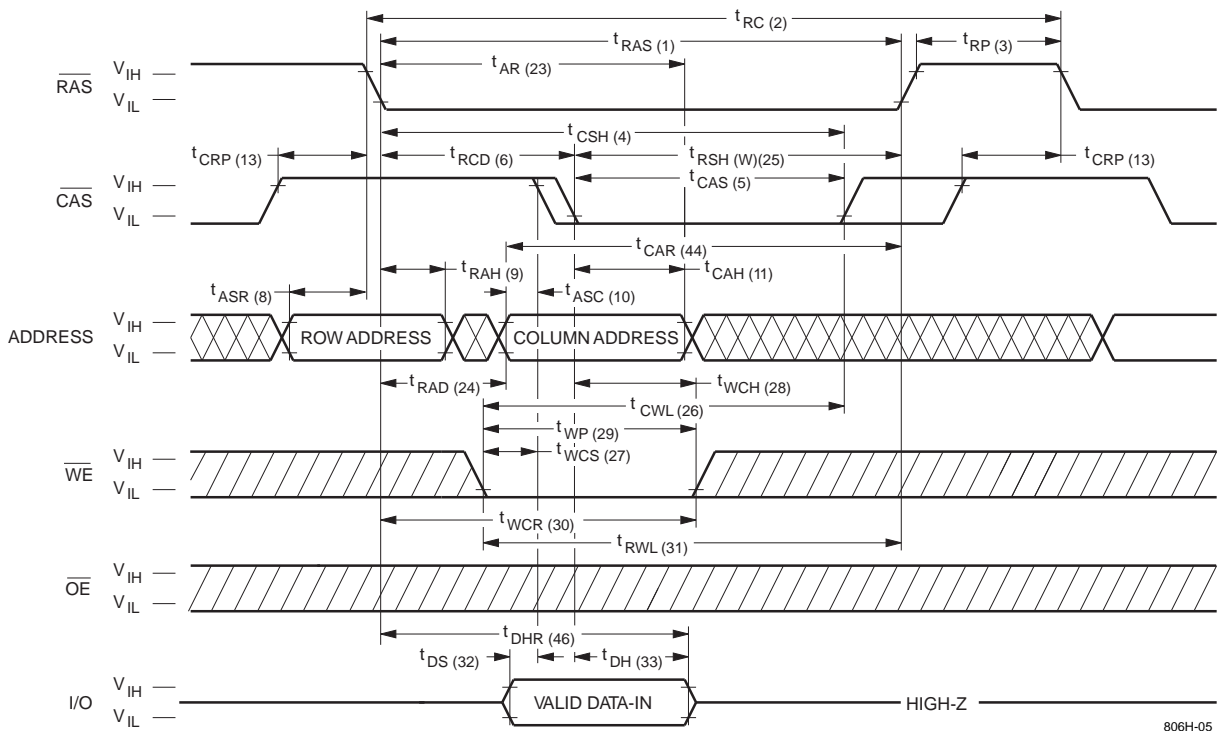 t RC (2)
t RAS (1)
t RP (3)
t AR (23)
RAS
V IH
V IL
t CSH (4)
t CRP (13)
t RCD (6)
t RSH (W)(25)
t CRP (13)
t CAS (5)
CAS
V IH
V IL
t CAR (44)
t RAH (9)
t CAH (11)
t ASR (8)
t ASC (10)
ADDRESS
V IH
V IL
ROW ADDRESS
COLUMN ADDRESS
t RAD (24)
t WCH (28)
t CWL (26)
t WP (29)
t WCS (27)
WE
V IH
V IL
t WCR (30)
t RWL (31)
OE
V IH
V IL
t DHR (46)
t DS (32)
t DH (33)
I/O
V IH
V IL
VALID DATA-IN
HIGH-Z
806H-05